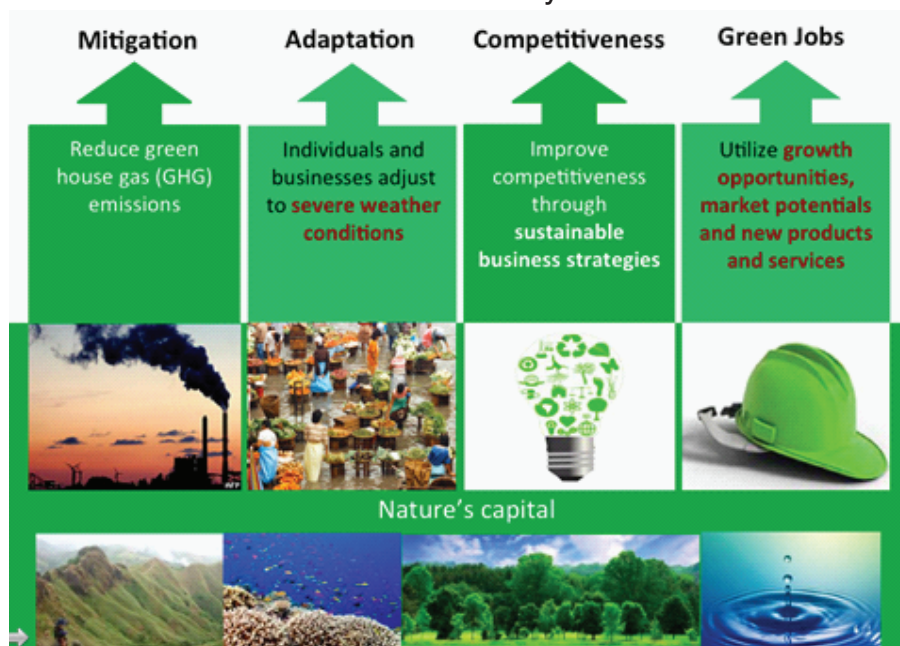 Mitigation
Adaptation
Competitiveness
Green Jobs
Reduce green
house gas (GHG)
emissions
Individuals and
businesses adjust
to severe weather
conditions
Improve
competitiveness
through
sustainable
business strategies
Utilize growth
opportunities,
market potentials
and new products
and services
AFP
Nature's capital